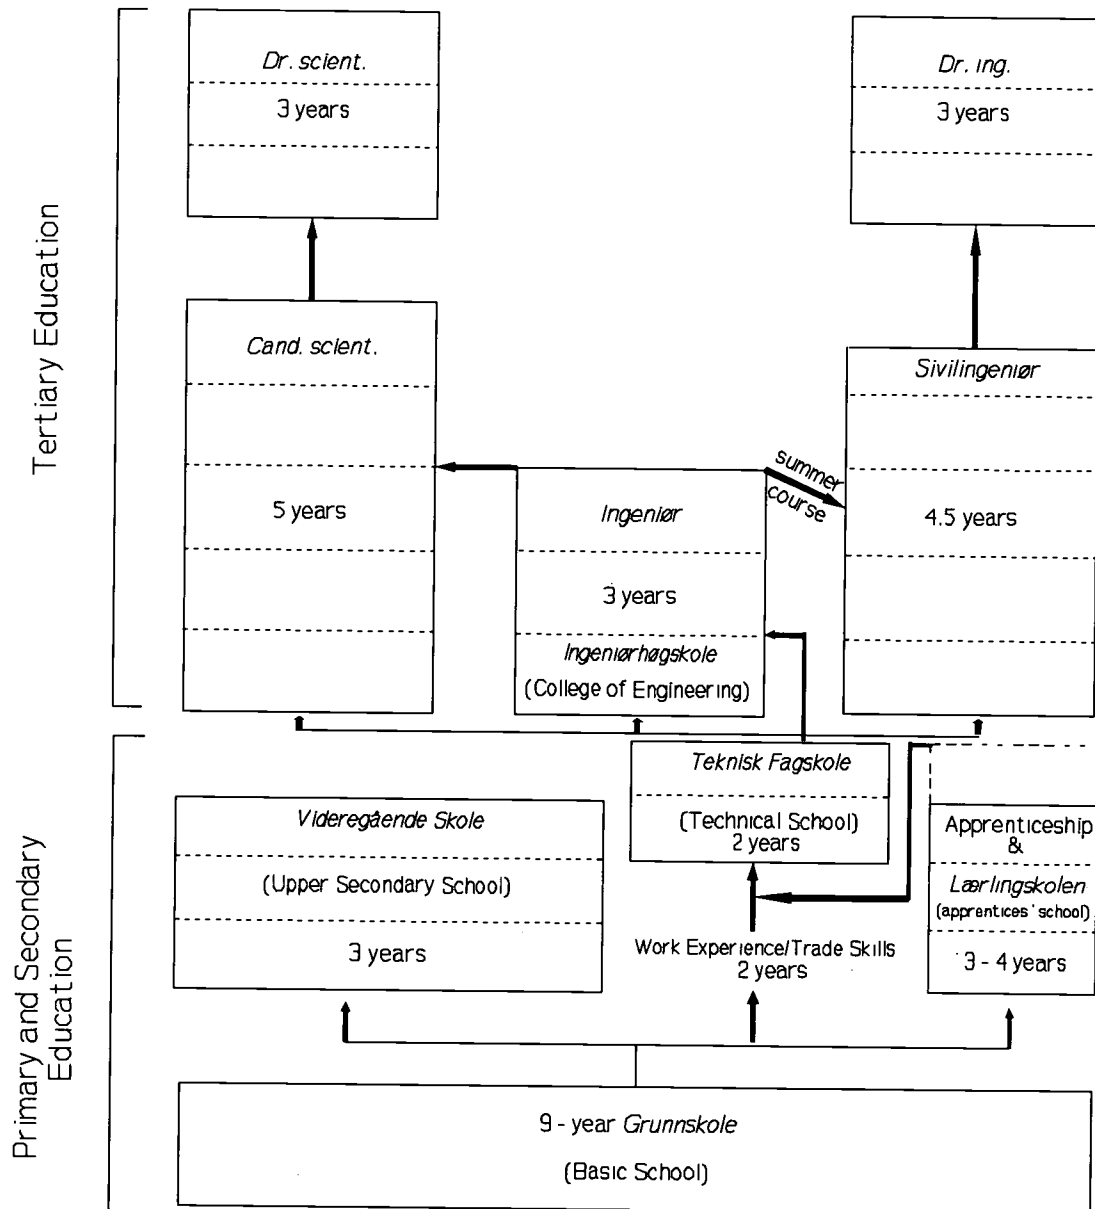 Tertiary Education
Dr. scient.
3 years
Dr. ing.
3 years
Cand. scient.
5 years
Sivilingeniør
4.5 years
summer
course
Ingeniør
3 years
Ingeniørhøgskole
(College of Engineering)
Primary and Secondary
Education
Teknisk Fagskole
(Technical School)
2 years
Videregående Skole
(Upper Secondary School)
3 years
Apprenticeship
&
Lærlingskolen
(apprentices' school)
3 - 4 years
Work Experience/Trade Skills
2 years
9 - year Grunnskole
(Basic School)